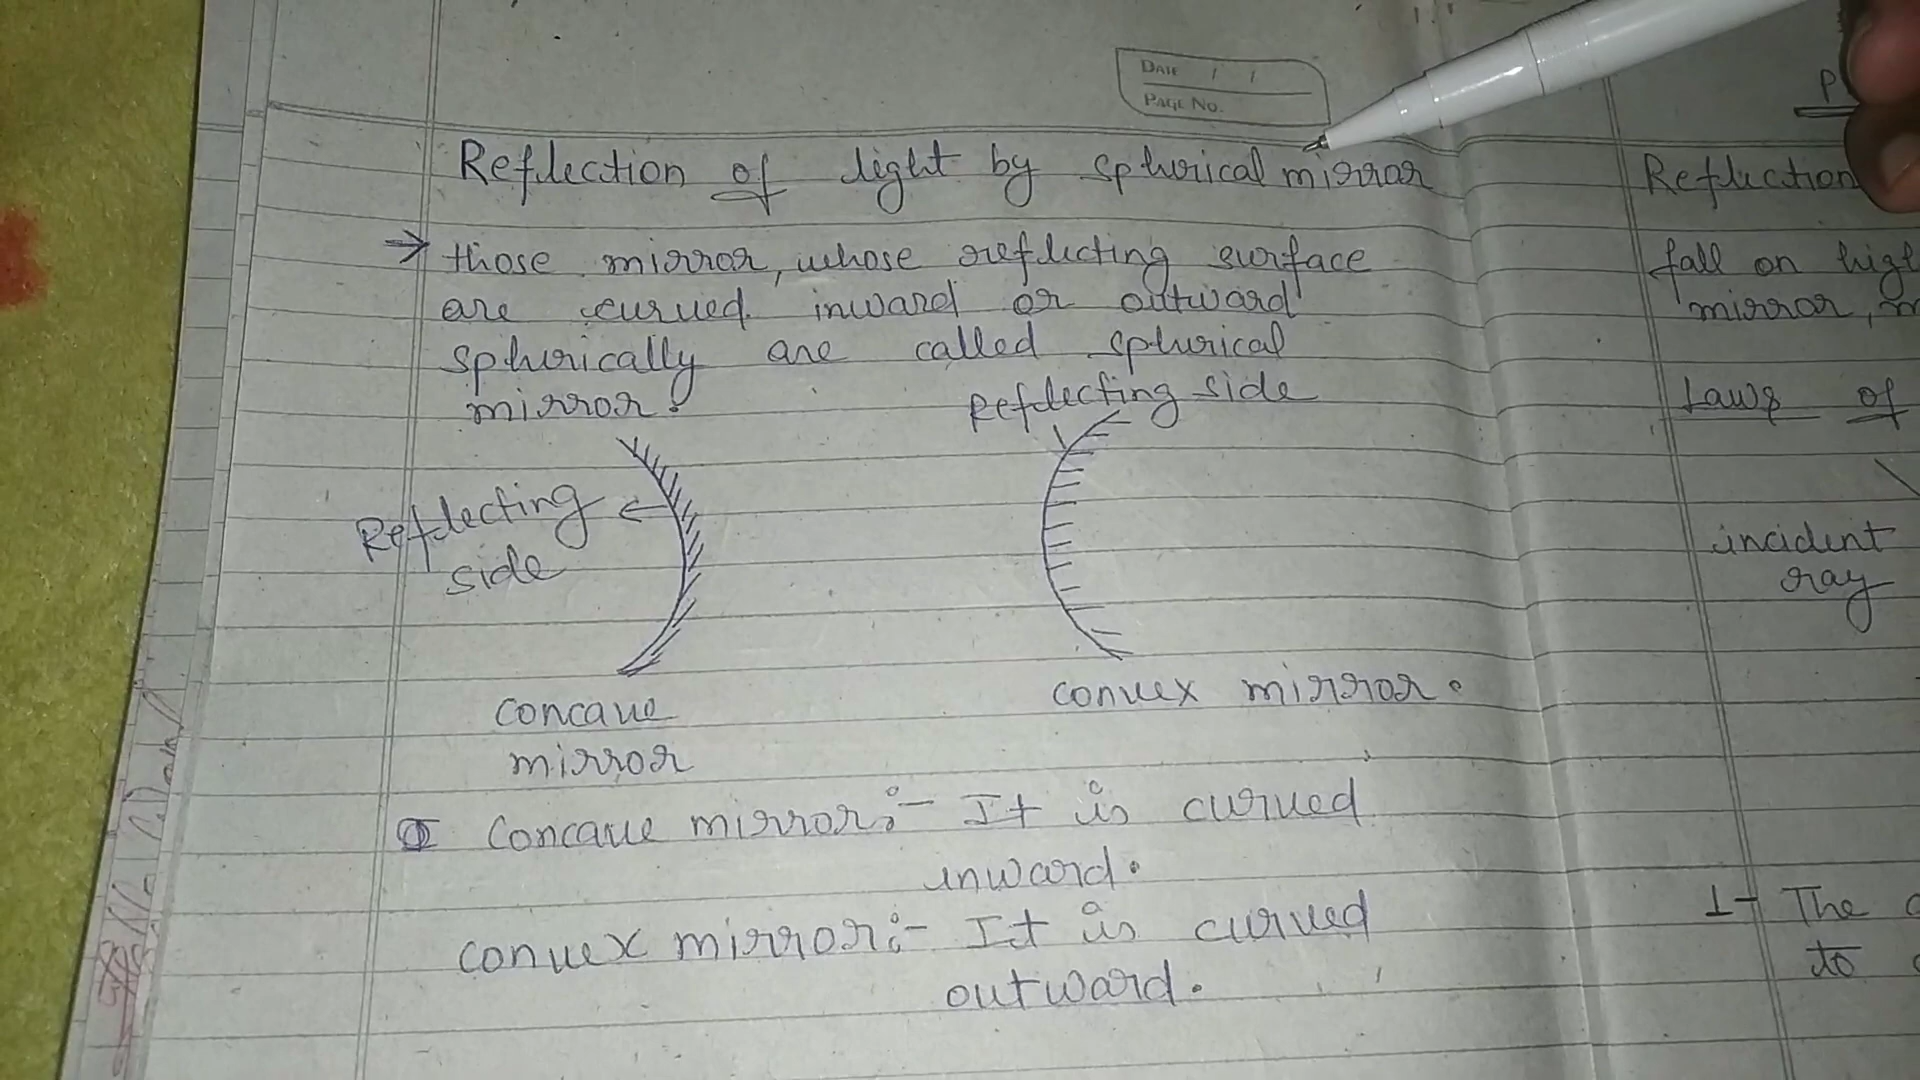 DATE / /
PAGE NO.
Reflection of light by spherical mirror
→ those mirror, whose reflecting surface
are curved inward or outward
spherically are called spherical
mirror.
Reflecting side
Reflecting
side
concave
mirror
convex mirror.
Concave mirror:- It is curved
inward.
convex mirror:- It is curved
outward.
Reflection
fall on
mirror,
Laws of
incident
ray
1- The
to